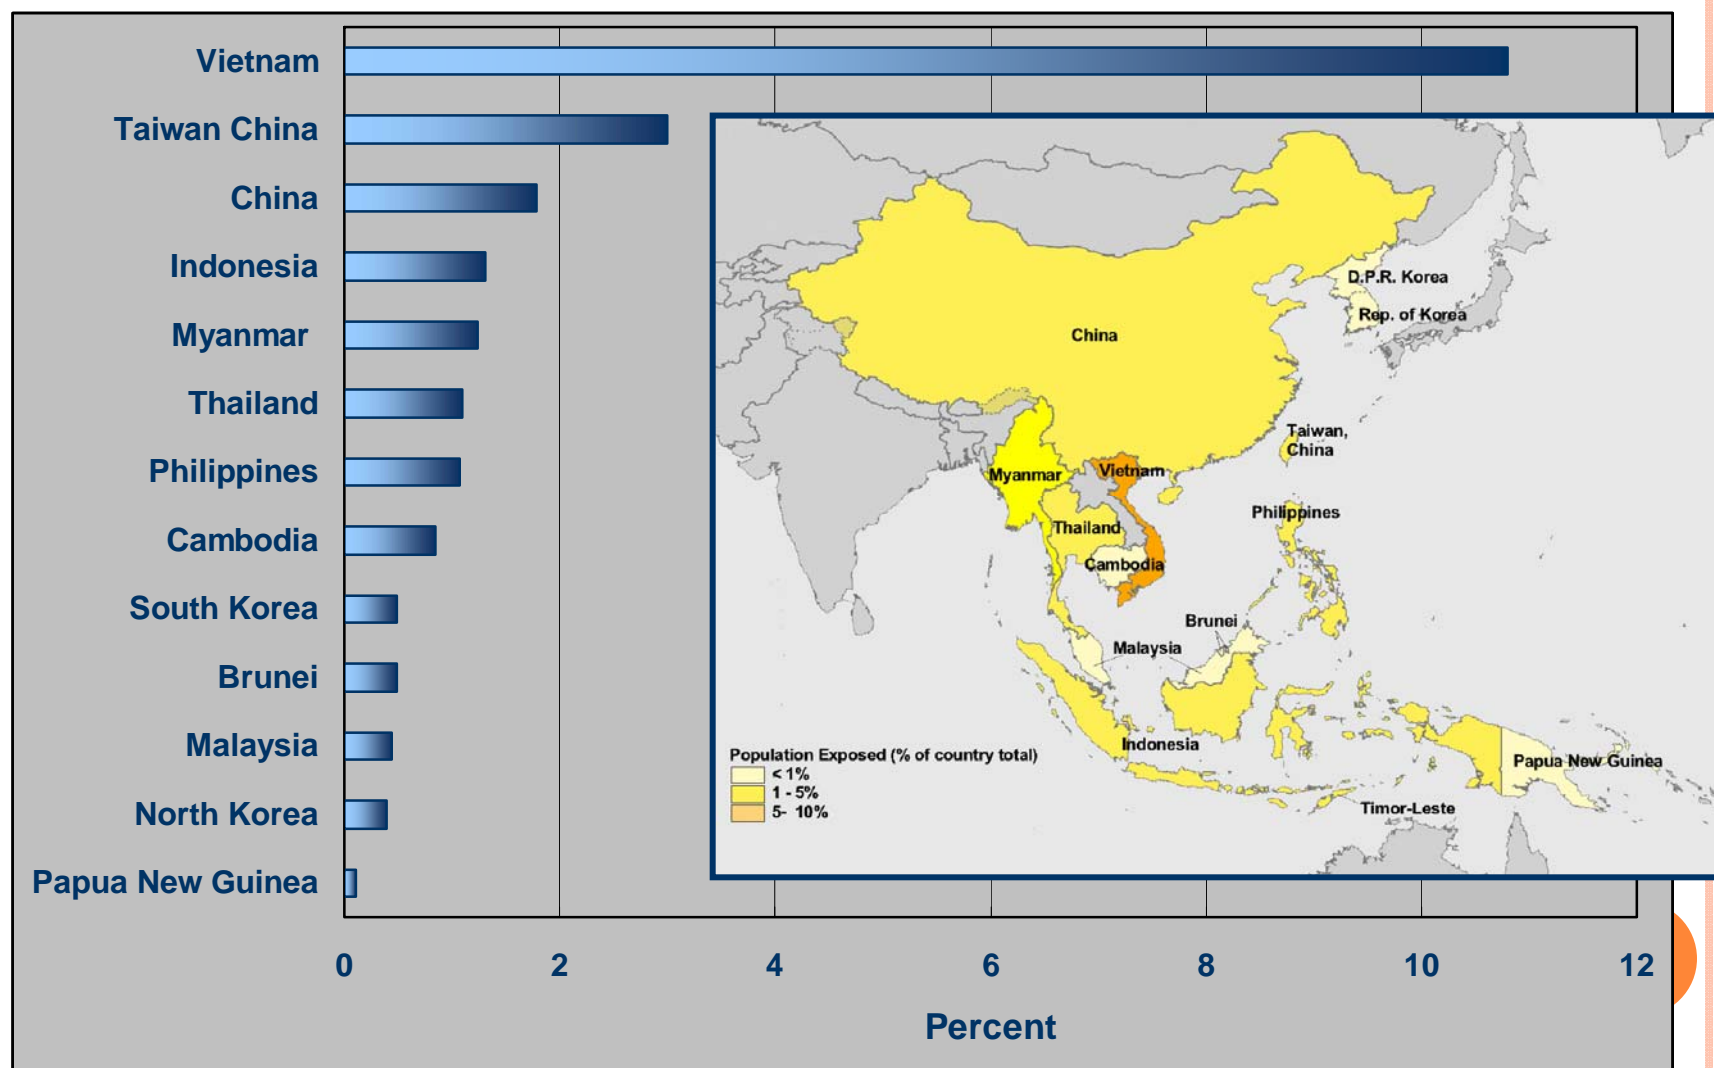 Vietnam
Taiwan China
China
Indonesia
Myanmar
Thailand
Philippines
Cambodia
South Korea
Brunei
Malaysia
North Korea
Papua New Guinea
0 2 4 6 8 10 12
Percent
D.P.R. Korea
Rep. of Korea
China
Taiwan,
China
Vietnam
Myanmar
Philippines
Thailand
Cambodia
Brunei
Malaysia
Indonesia
Papua New Guinea
Timor-Leste
Population Exposed (% of country total)
< 1%
1 - 5%
5- 10%